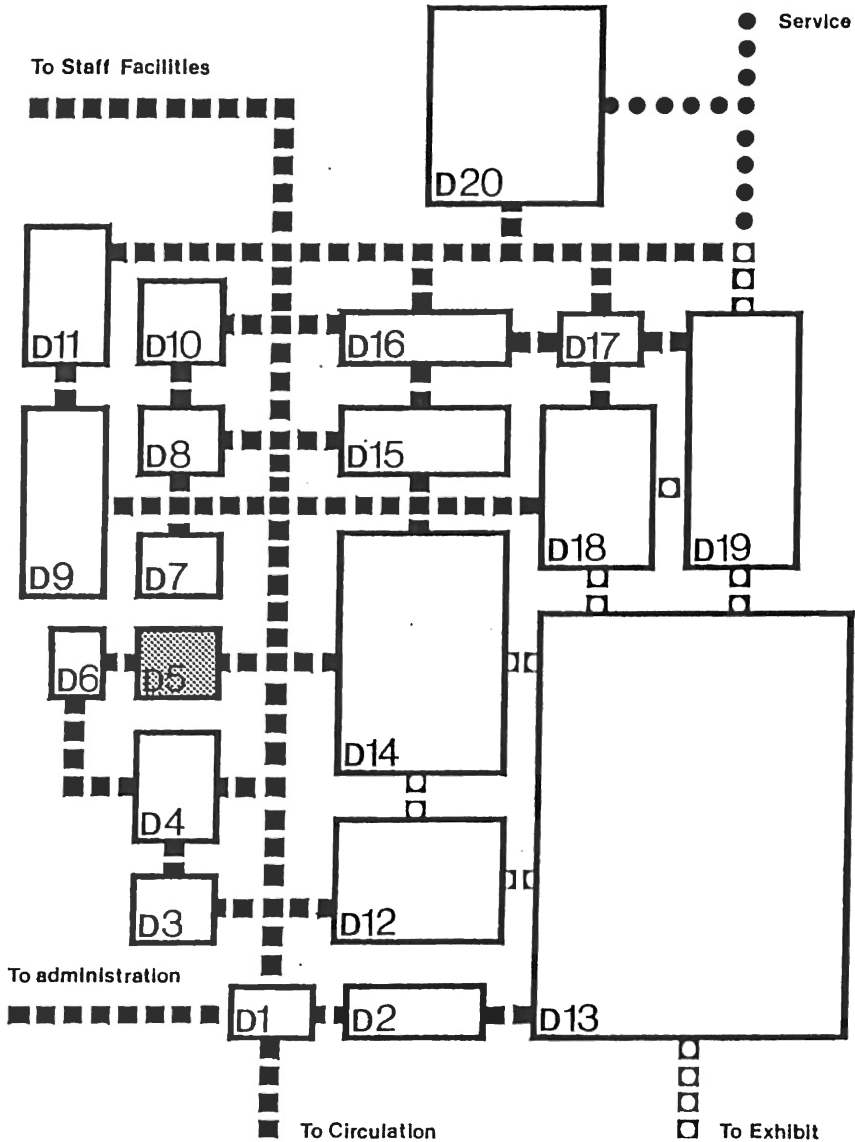 Service
To Staff Facilities
D20
D11
D10
D16
D17
D8
D15
D9
D7
D18
D19
D6
D5
D14
D4
D3
D12
To administration
D1
D2
D13
To Circulation
To Exhibit